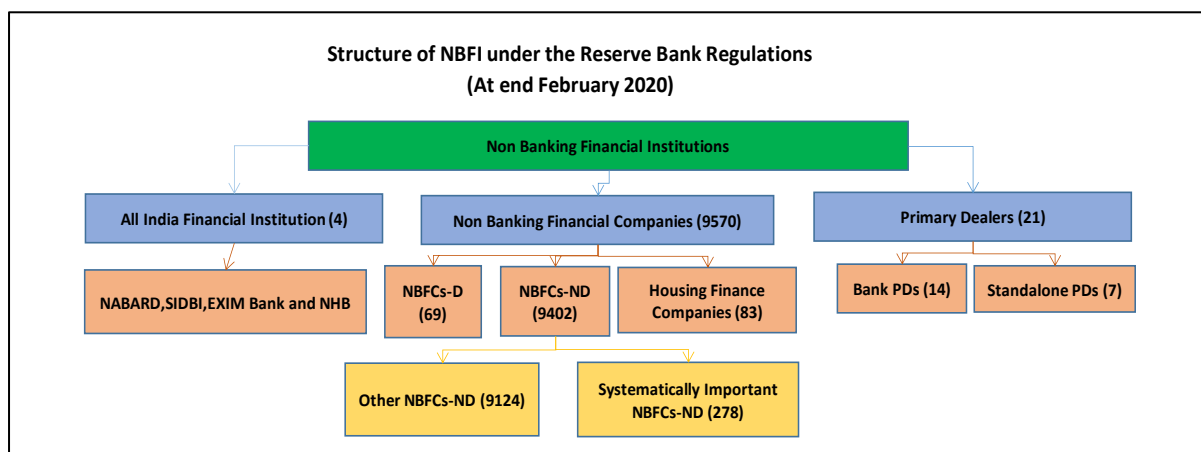 Structure of NBFI under the Reserve Bank Regulations
(At end February 2020)
Non Banking Financial Institutions
All India Financial Institution (4)
Non Banking Financial Companies (9570)
Primary Dealers (21)
NABARD,SIDBI,EXIM Bank and NHB
NBFCs-D
(69)
NBFCs-ND
(9402)
Housing Finance
Companies (83)
Bank PDs (14)
Standalone PDs (7)
Other NBFCs-ND (9124)
Systematically Important
NBFCs-ND (278)